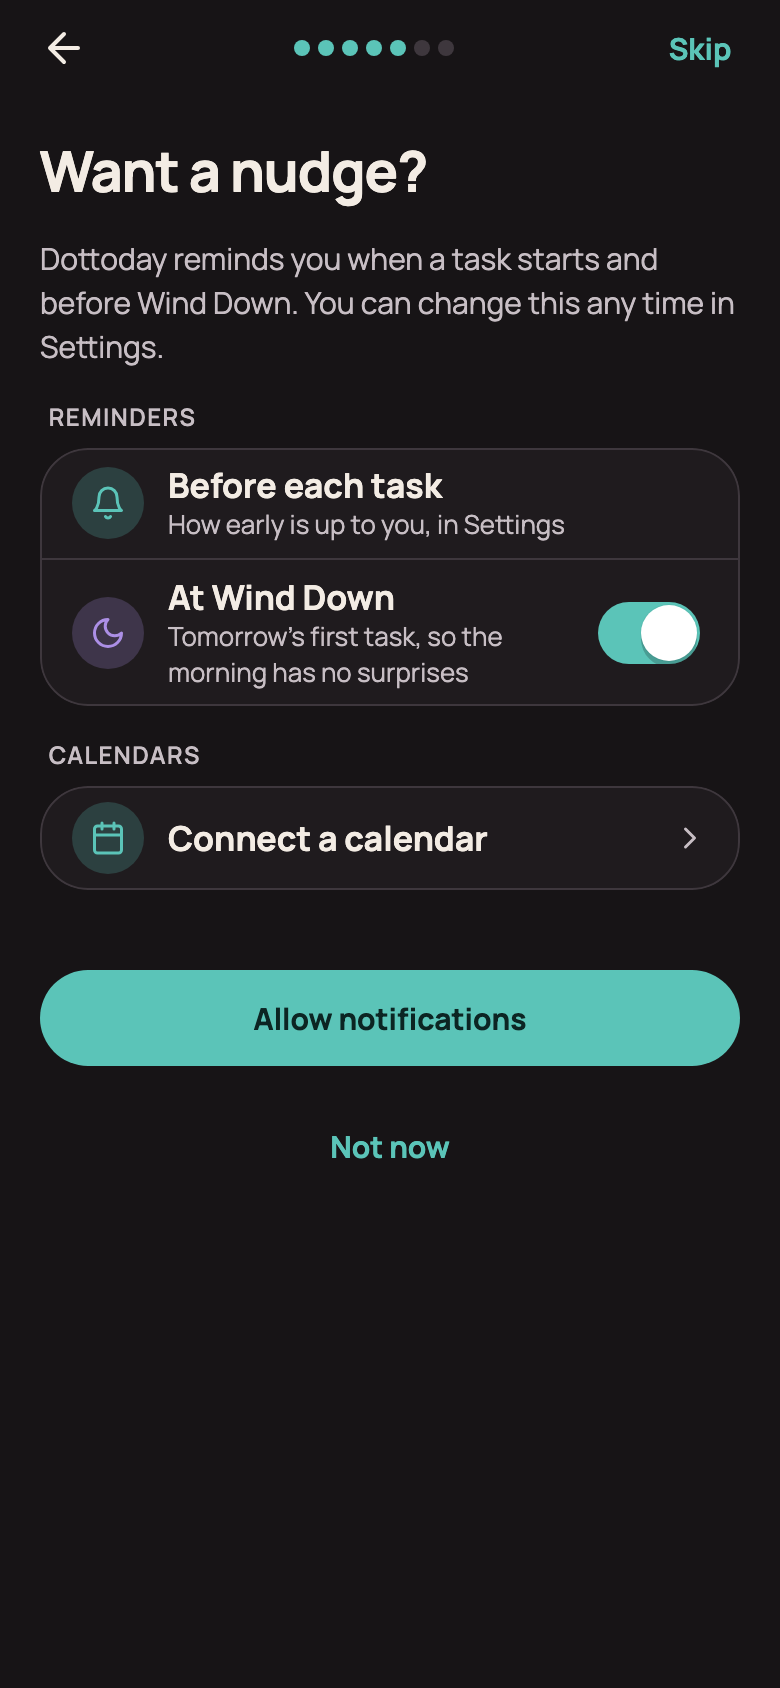 Skip
Want a nudge?
Dottoday reminds you when a task starts and
before Wind Down. You can change this any time in
Settings.
REMINDERS
Before each task
How early is up to you, in Settings
At Wind Down
Tomorrow’s first task, so the
morning has no surprises
CALENDARS
Connect a calendar
Allow notifications
Not now